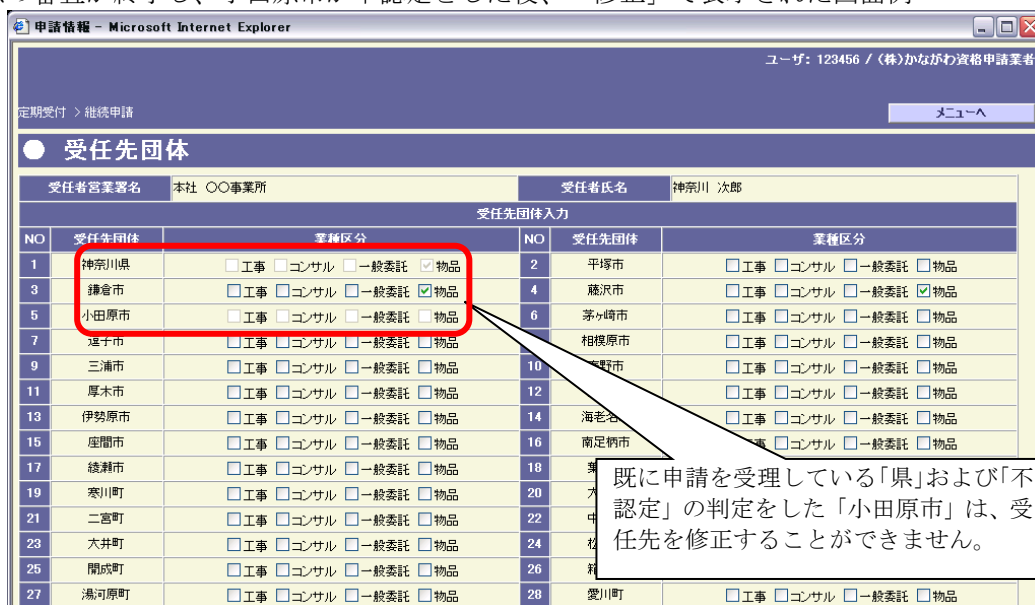 申請情報 - Microsoft Internet Explorer
ユーザ: 123456 / (株)かながわ資格申請業者
定期受付 > 継続申請
メニューへ
● 受任先団体
受任者営業署名 本社 〇〇事業所 受任者氏名 神奈川 次郎
受任先団体入力
NO 受任先団体 業種区分 NO 受任先団体 業種区分
1 神奈川県 工事 コンサル 一般委託 物品 2 平塚市 工事 コンサル 一般委託 物品
3 鎌倉市 工事 コンサル 一般委託 物品 4 藤沢市 工事 コンサル 一般委託 物品
5 小田原市 工事 コンサル 一般委託 物品 6 茅ヶ崎市 工事 コンサル 一般委託 物品
7 逗子市 工事 コンサル 一般委託 物品 相模原市 工事 コンサル 一般委託 物品
9 三浦市 工事 コンサル 一般委託 物品 10 工事 コンサル 一般委託 物品
11 厚木市 工事 コンサル 一般委託 物品 12 工事 コンサル 一般委託 物品
13 伊勢原市 工事 コンサル 一般委託 物品 14 海老名 工事 コンサル 一般委託 物品
15 座間市 工事 コンサル 一般委託 物品 16 南足柄市 工事 コンサル 一般委託 物品
17 綾瀬市 工事 コンサル 一般委託 物品 18
19 寒川町 工事 コンサル 一般委託 物品 20
21 二宮町 工事 コンサル 一般委託 物品 22
23 大井町 工事 コンサル 一般委託 物品 24
25 開成町 工事 コンサル 一般委託 物品 26
27 湯河原町 工事 コンサル 一般委託 物品 28 愛川町 工事 コンサル 一般委託 物品
既に申請を受理している「県」および「不
認定」の判定をした「小田原市」は、受
任先を修正することができません。